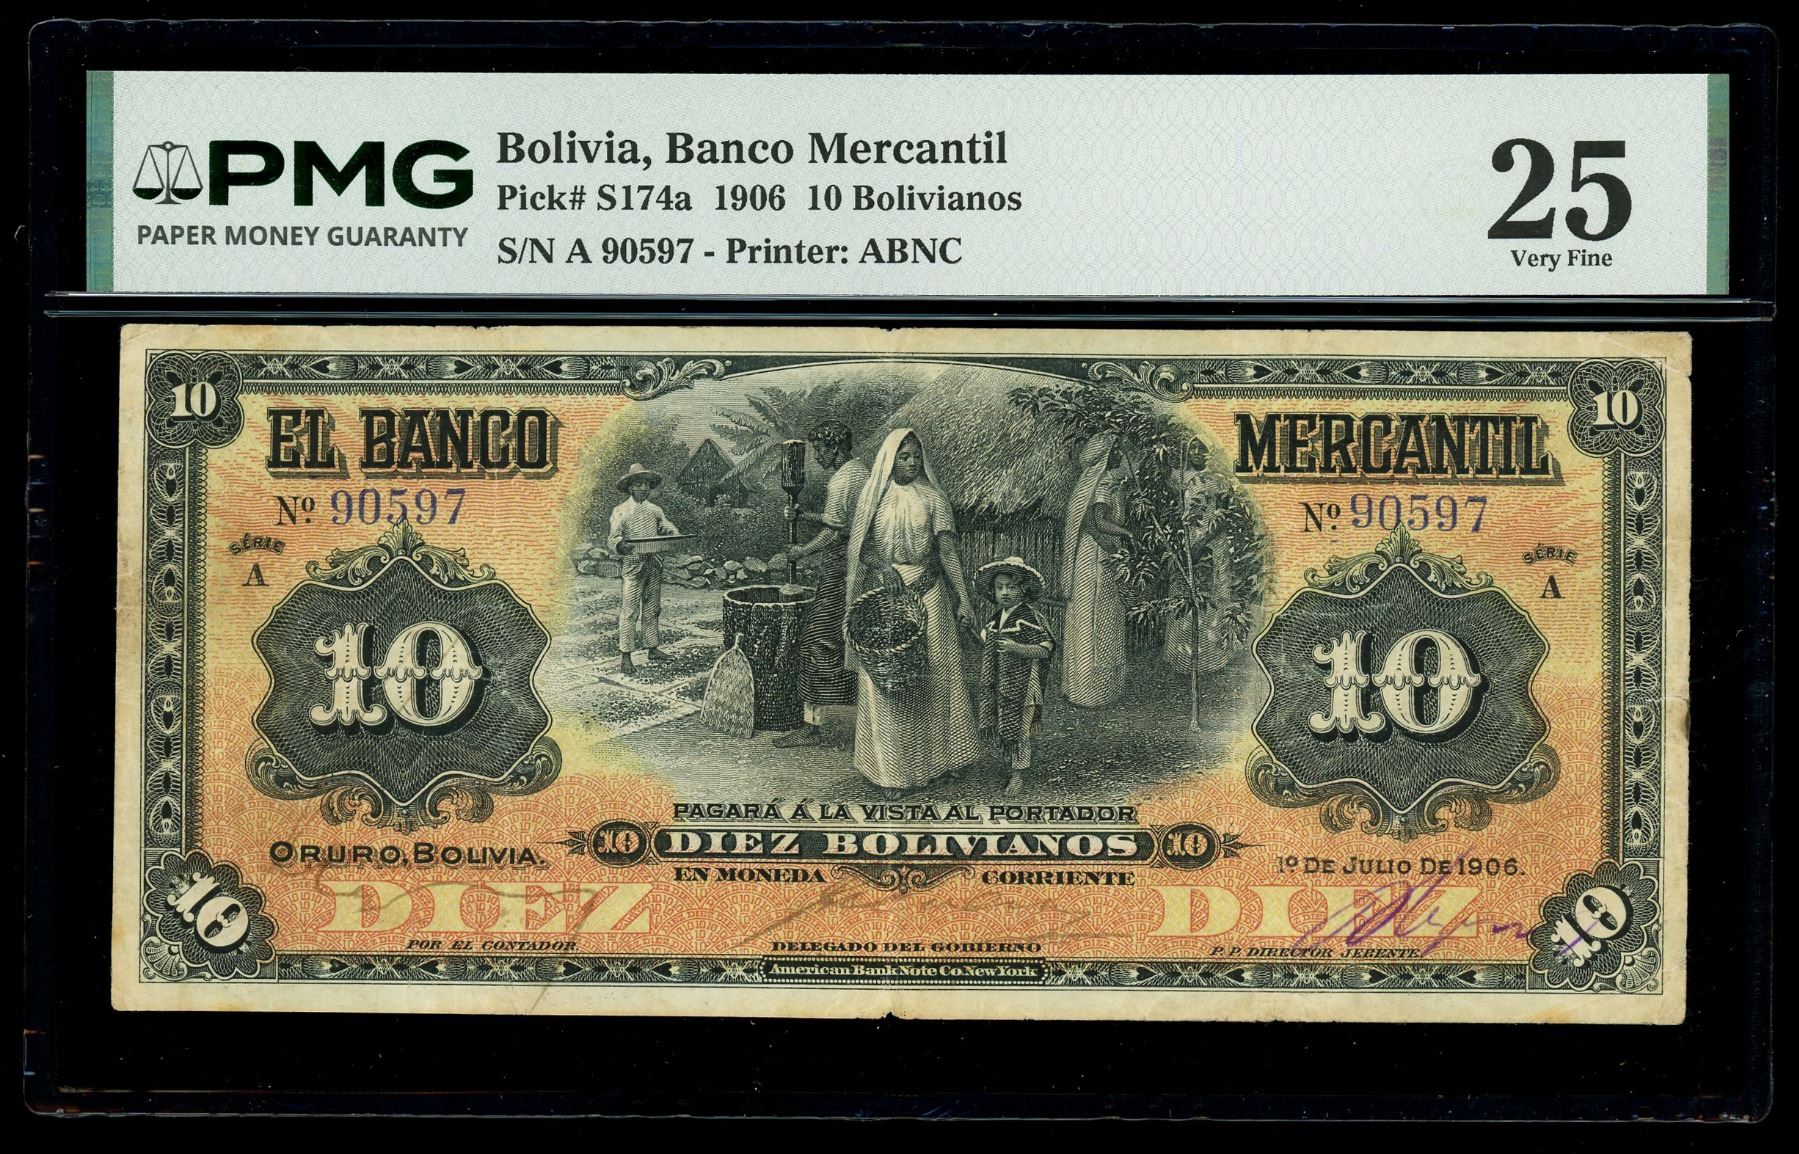 PMG
PAPER MONEY GUARANTY
Bolivia, Banco Mercantil
Pick# S174a 1906 10 Bolivianos
S/N A 90597 - Printer: ABNC
25
Very Fine
10
10
EL BANCO
MERCANTIL
Nº 90597
Nº 90597
SÉRIE
A
SÉRIE
A
10
10
PAGARÁ Á LA VISTA AL PORTADOR
10 DIEZ BOLIVIANOS 10
EN MONEDA CORRIENTE
ORURO, BOLIVIA.
1º DE JULIO DE 1906.
DIEZ
DIEZ
10
10
POR EL CONTADOR.
DELEGADO DEL GOBIERNO
P.P. DIRECTOR JERENTE.
American Bank Note Co. New York